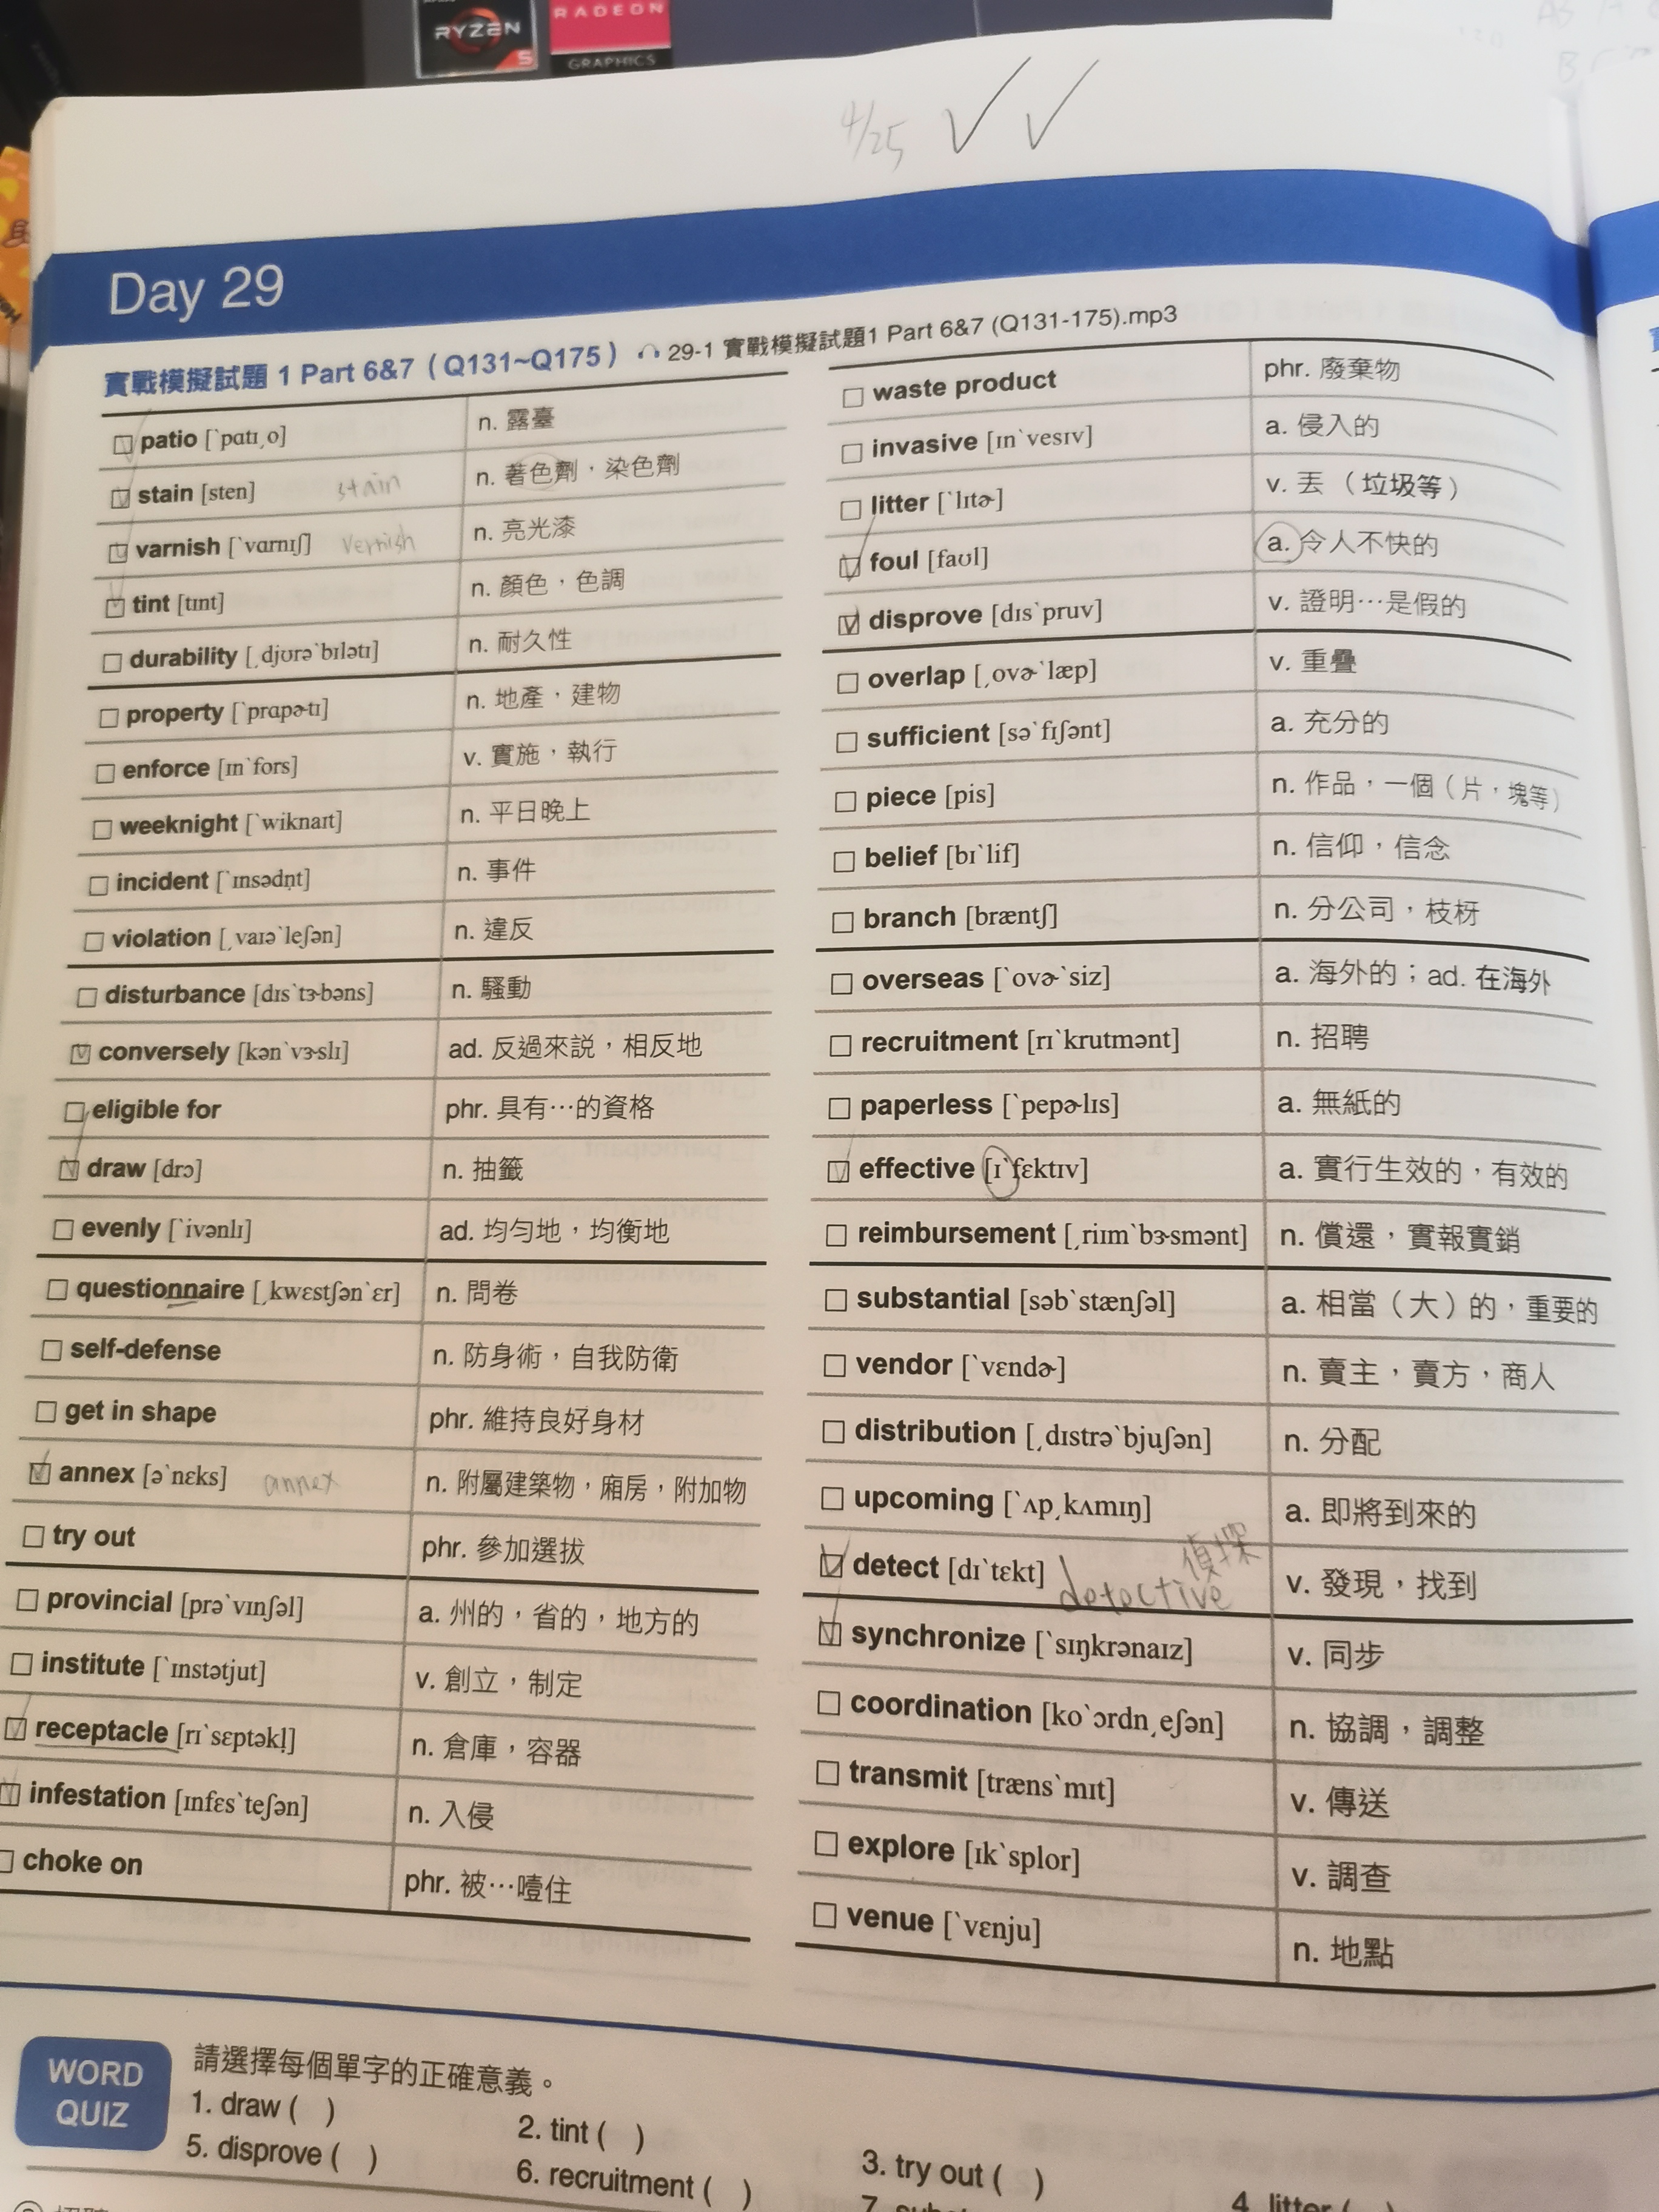 RYZEN
5
RADEON
GRAPHICS
4/25
Day 29
實戰模擬試題 1 Part 6&7 (Q131~Q175)
29-1 實戰模擬試題1 Part 6&7 (Q131-175).mp3
patio [ˋpɑtɪˏo] n. 露臺
stain [sten] stain n. 著色劑，染色劑
varnish [ˋvɑrnɪʃ] vernish n. 亮光漆
tint [tɪnt] n. 顏色，色調
durability [ˏdjʊrəˋbɪlətɪ] n. 耐久性
property [ˋprɑpɚtɪ] n. 地產，建物
enforce [ɪnˋfors] v. 實施，執行
weeknight [ˋwiknaɪt] n. 平日晚上
incident [ˋɪnsədn̩t] n. 事件
violation [ˏvaɪəˋleʃən] n. 違反
disturbance [dɪsˋtɝbəns] n. 騷動
conversely [kənˋvɝslɪ] ad. 反過來説，相反地
eligible for phr. 具有…的資格
draw [drɔ] n. 抽籤
evenly [ˋivənlɪ] ad. 均勻地，均衡地
questionnaire [ˏkwɛstʃənˋɛr] n. 問卷
self-defense n. 防身術，自我防衛
get in shape phr. 維持良好身材
annex [əˋnɛks] annex n. 附屬建築物，廂房，附加物
try out phr. 參加選拔
provincial [prəˋvɪnʃəl] a. 州的，省的，地方的
institute [ˋɪnstətjut] v. 創立，制定
receptacle [rɪˋsɛptək!] n. 倉庫，容器
infestation [ɪnfɛsˋteʃən] n. 入侵
choke on phr. 被…噎住
waste product phr. 廢棄物
invasive [ɪnˋvesɪv] a. 侵入的
litter [ˋlɪtɚ] v. 丟（垃圾等）
foul [faʊl] a. 令人不快的
disprove [dɪsˋpruv] v. 證明…是假的
overlap [ˏovɚˋlæp] v. 重疊
sufficient [səˋfɪʃənt] a. 充分的
piece [pis] n. 作品，一個（片，塊等）
belief [bɪˋlif] n. 信仰，信念
branch [bræntʃ] n. 分公司，枝枒
overseas [ˋovɚˋsiz] a. 海外的；ad. 在海外
recruitment [rɪˋkrutmənt] n. 招聘
paperless [ˋpepɚlɪs] a. 無紙的
effective [ɪˋfɛktɪv] a. 實行生效的，有效的
reimbursement [ˏriɪmˋbɝsmənt] n. 償還，實報實銷
substantial [səbˋstænʃəl] a. 相當（大）的，重要的
vendor [ˋvɛndɚ] n. 賣主，賣方，商人
distribution [ˏdɪstrəˋbjuʃən] n. 分配
upcoming [ˋʌpˏkʌmɪŋ] a. 即將到來的
detect [dɪˋtɛkt] detective 偵探 v. 發現，找到
synchronize [ˋsɪŋkrənaɪz] v. 同步
coordination [koˋɔrdnˏeʃən] n. 協調，調整
transmit [trænsˋmɪt] v. 傳送
explore [ɪkˋsplor] v. 調查
venue [ˋvɛnju] n. 地點
WORD
QUIZ
請選擇每個單字的正確意義。
1. draw ( ) 2. tint ( ) 3. try out ( ) 4. litter ( )
5. disprove ( ) 6. recruitment ( ) 7.